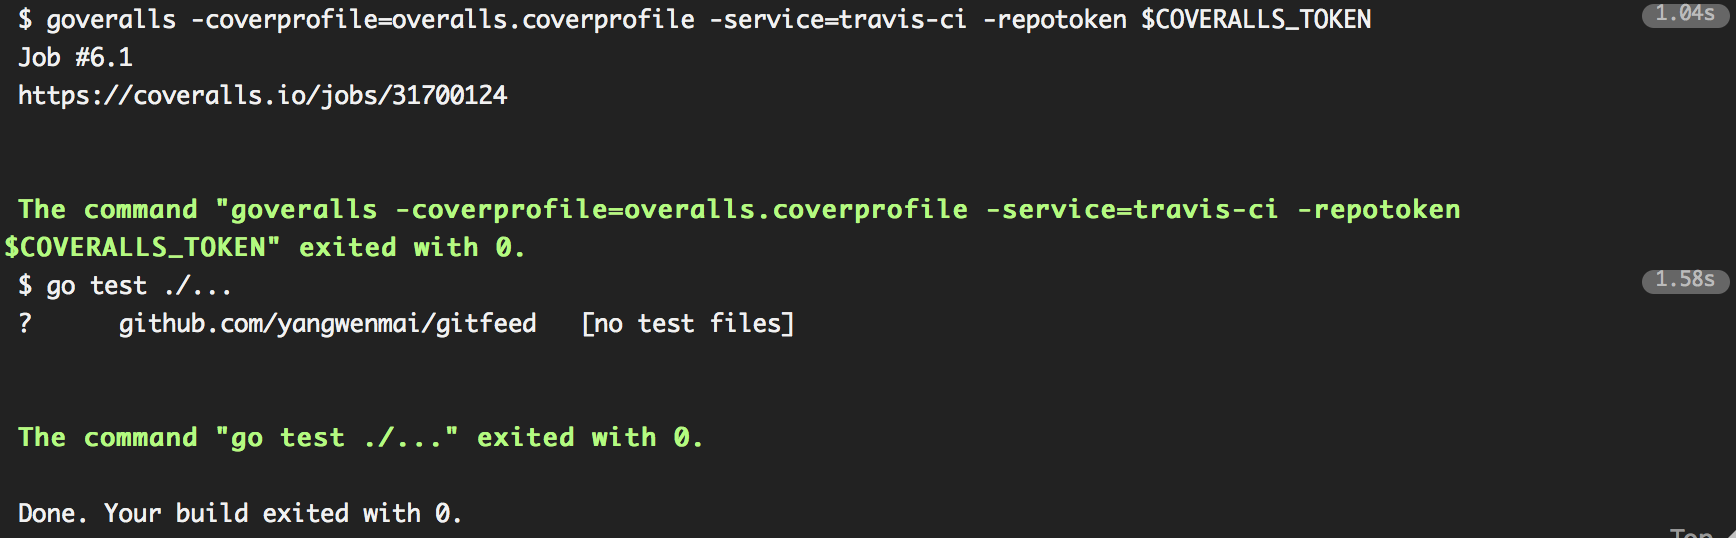 $ goveralls -coverprofile=overalls.coverprofile -service=travis-ci -repotoken $COVERALLS_TOKEN 1.04s
Job #6.1
https://coveralls.io/jobs/31700124
The command "goveralls -coverprofile=overalls.coverprofile -service=travis-ci -repotoken
$COVERALLS_TOKEN" exited with 0.
$ go test ./... 1.58s
? github.com/yangwenmai/gitfeed [no test files]
The command "go test ./..." exited with 0.
Done. Your build exited with 0.
Top